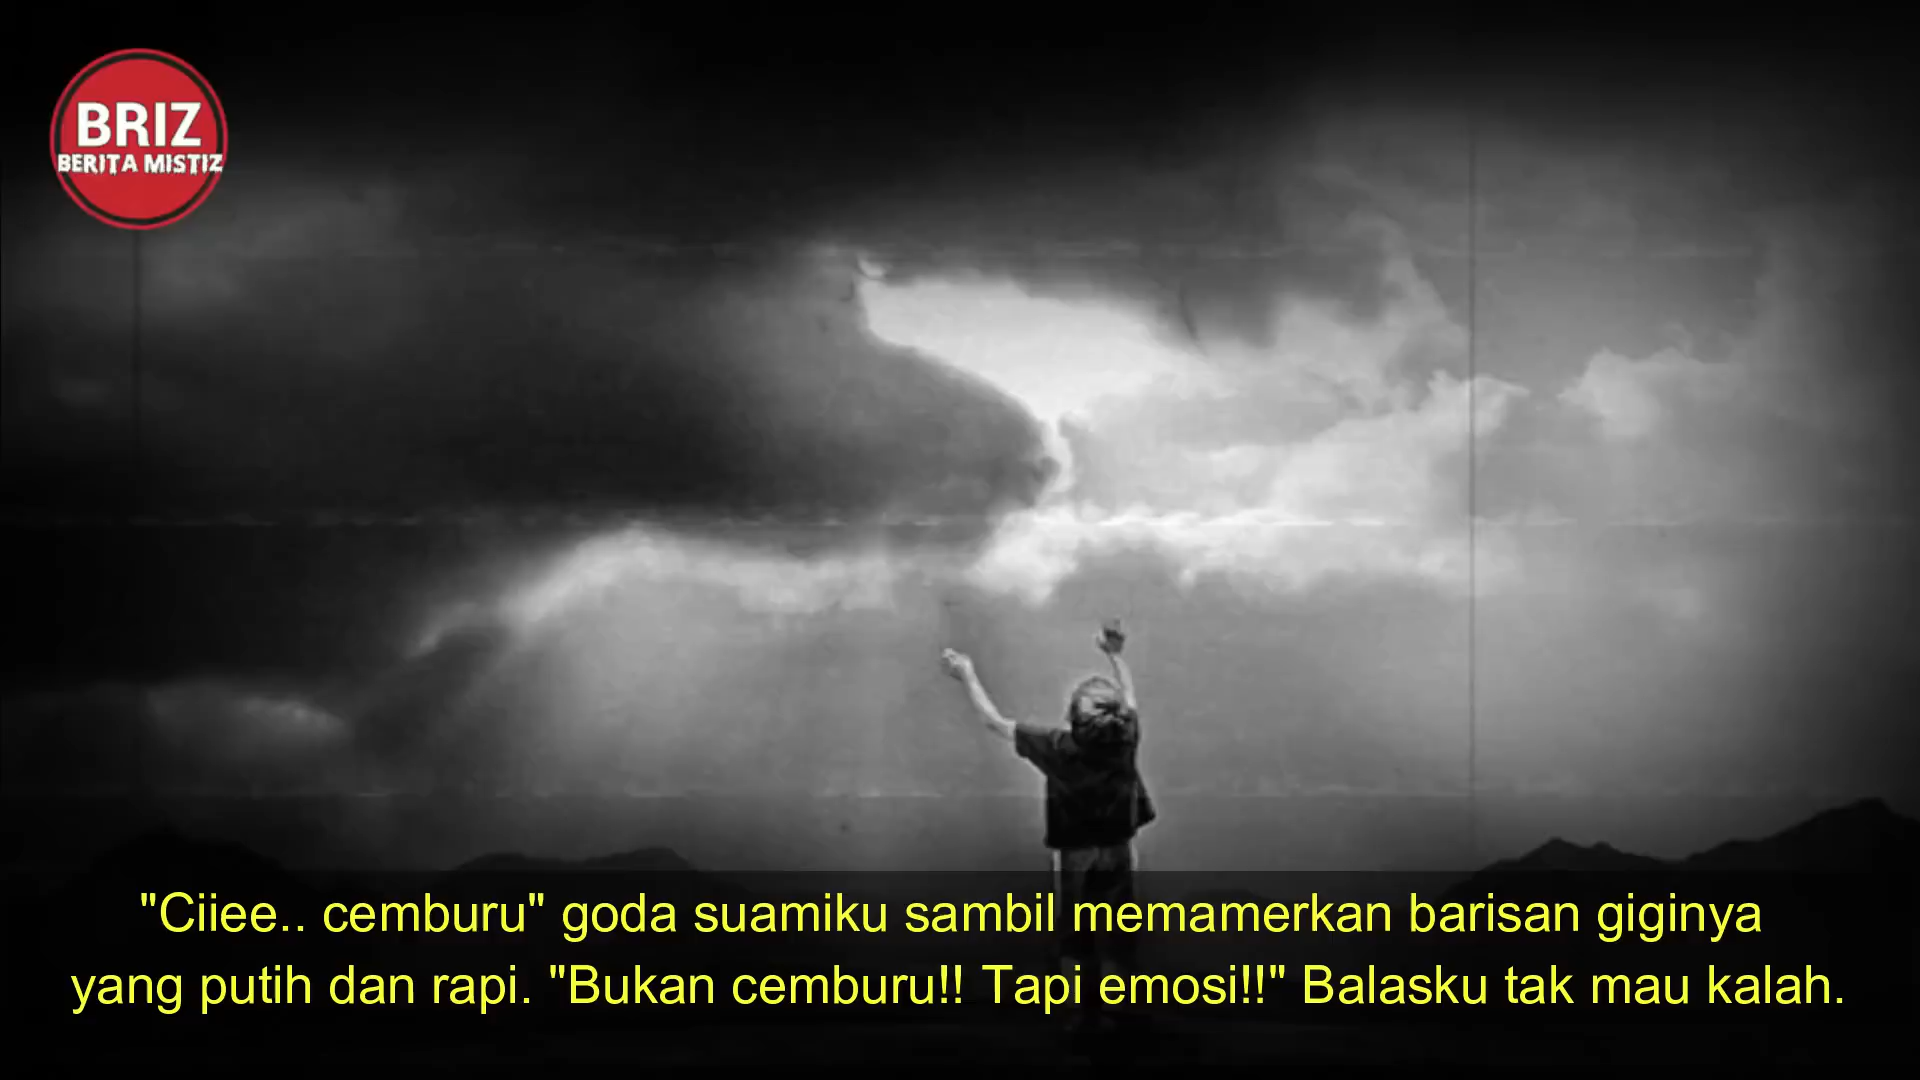 BRIZ
BERITA MISTIZ
"Ciiee.. cemburu" goda suamiku sambil memamerkan barisan giginya
yang putih dan rapi. "Bukan cemburu!! Tapi emosi!!" Balasku tak mau kalah.